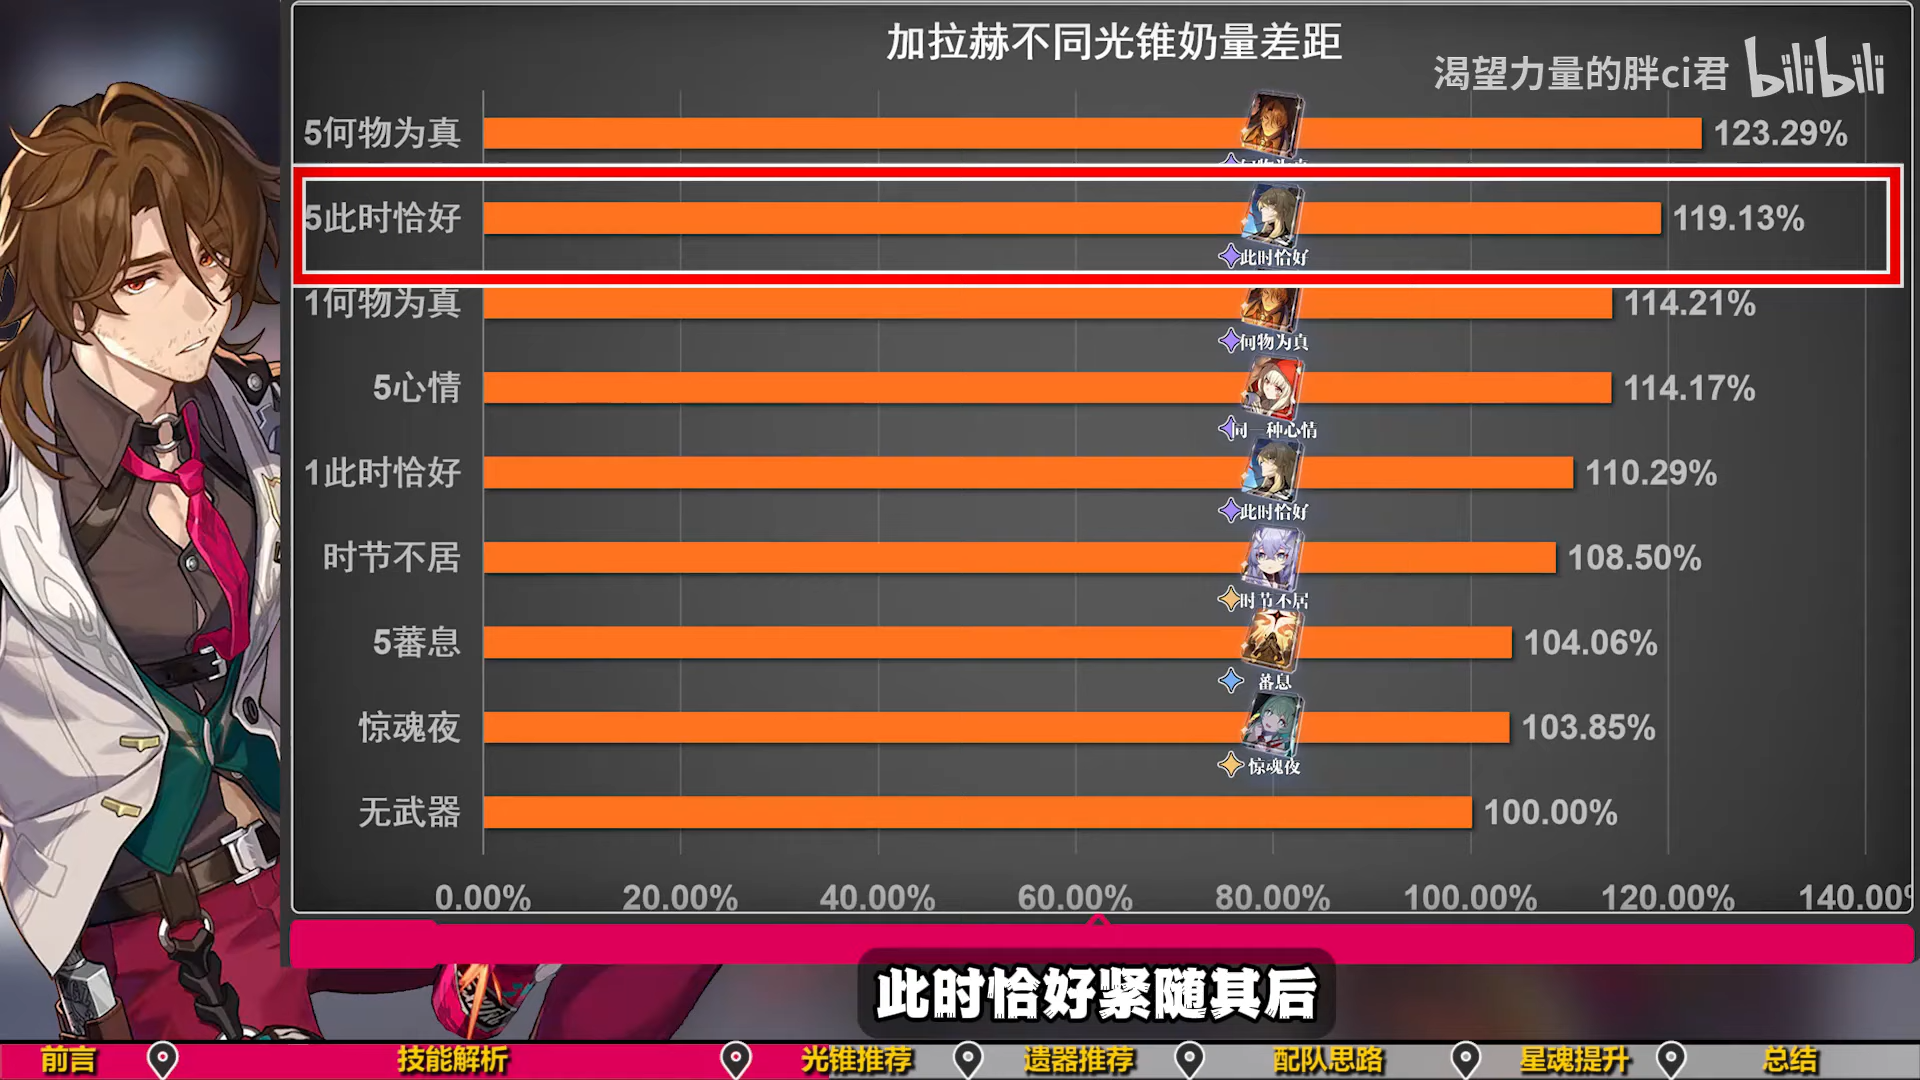 加拉赫不同光锥奶量差距
渴望力量的胖ci君 bilibili
5何物为真 123.29%
5此时恰好 119.13%
此时恰好
1何物为真 114.21%
何物为真
5心情 114.17%
同一种心情
1此时恰好 110.29%
此时恰好
时节不居 108.50%
时节不居
5蕃息 104.06%
蕃息
惊魂夜 103.85%
惊魂夜
无武器 100.00%
0.00% 20.00% 40.00% 60.00% 80.00% 100.00% 120.00% 140.00%
此时恰好紧随其后
前言 技能解析 光锥推荐 遗器推荐 配队思路 星魂提升 总结